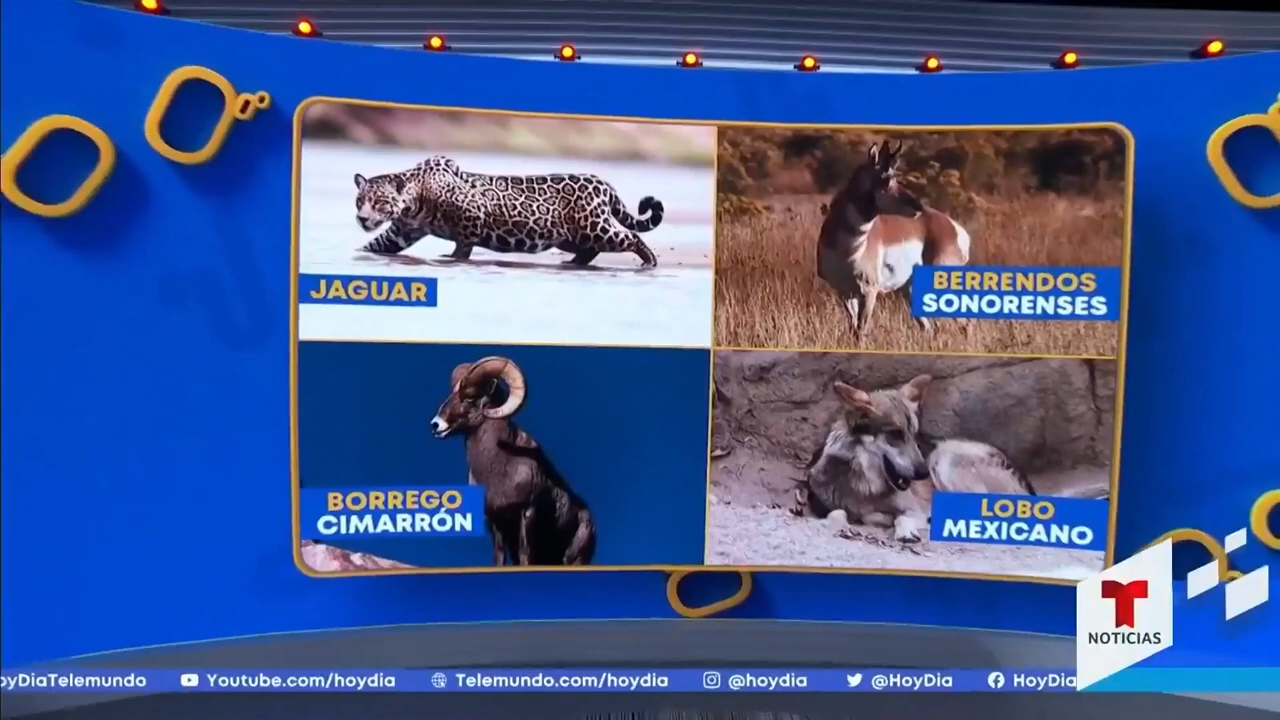 JAGUAR
BERRENDOS
SONORENSES
BORREGO
CIMARRÓN
LOBO
MEXICANO
NOTICIAS
oyDiaTelemundo Youtube.com/hoydia Telemundo.com/hoydia @hoydia @HoyDia HoyDia